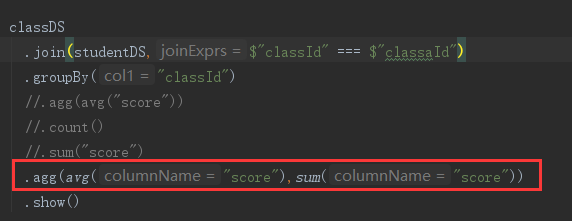 classDS
.join(studentDS, joinExprs = $"classId" === $"classaId")
.groupBy( col1 = "classId")
//.agg(avg("score"))
//.count()
//.sum("score")
.agg(avg( columnName = "score"),sum( columnName = "score"))
.show()